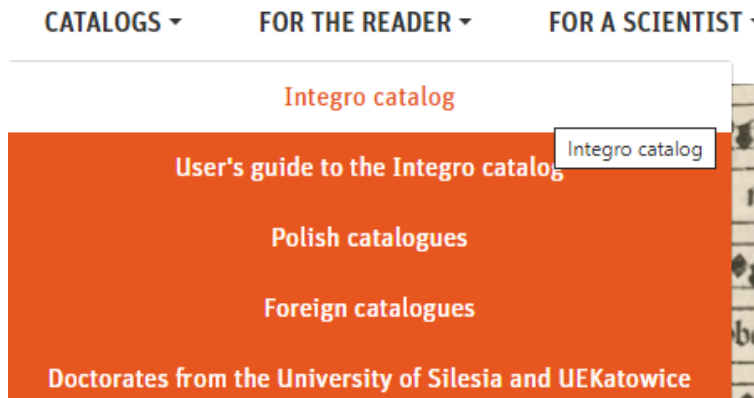 CATALOGS FOR THE READER FOR A SCIENTIST
Integro catalog
Integro catalog
User's guide to the Integro catalog
Polish catalogues
Foreign catalogues
Doctorates from the University of Silesia and UEKatowice